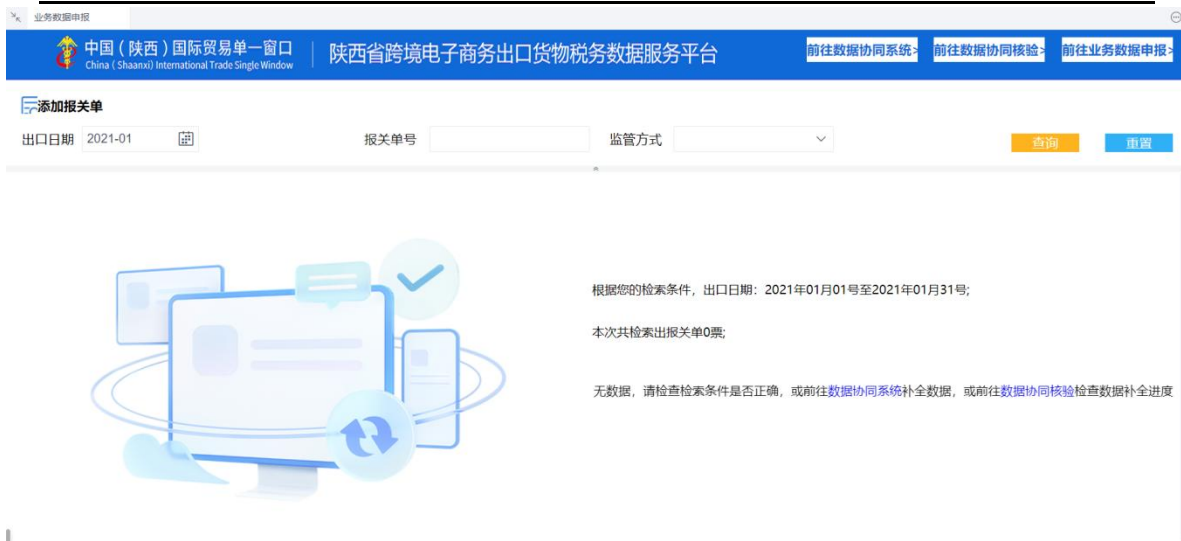 业务数据申报
中国（陕西）国际贸易单一窗口
China ( Shaanxi) International Trade Single Window
陕西省跨境电子商务出口货物税务数据服务平台
前往数据协同系统>
前往数据协同核验>
前往业务数据申报>
添加报关单
出口日期 2021-01 报关单号 监管方式 查询 重置
根据您的检索条件，出口日期：2021年01月01号至2021年01月31号;
本次共检索出报关单0票;
无数据，请检查检索条件是否正确，或前往数据协同系统补全数据，或前往数据协同核验检查数据补全进度